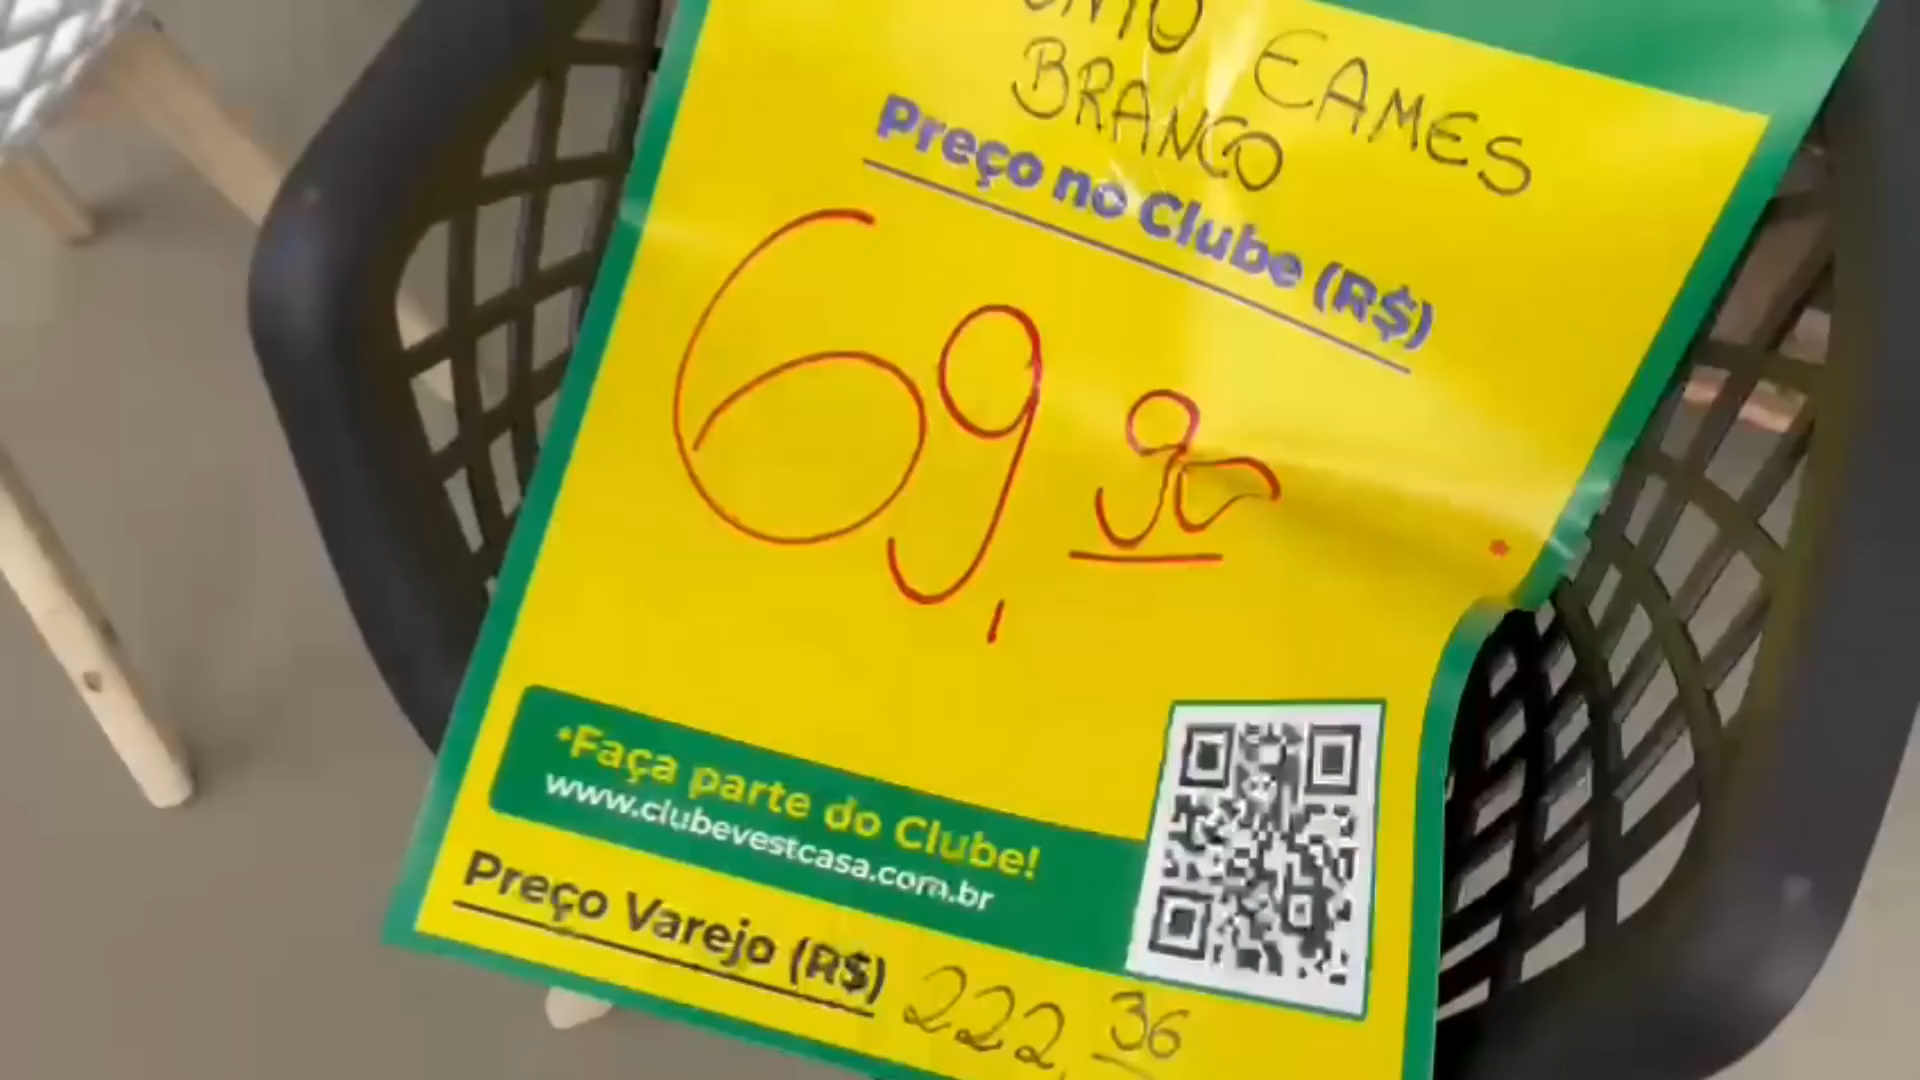 EAMES
BRANCO
Preço no Clube (R$)
69,90
*Faça parte do Clube!
www.clubevestcasa.com.br
Preço Varejo (R$) 222,36